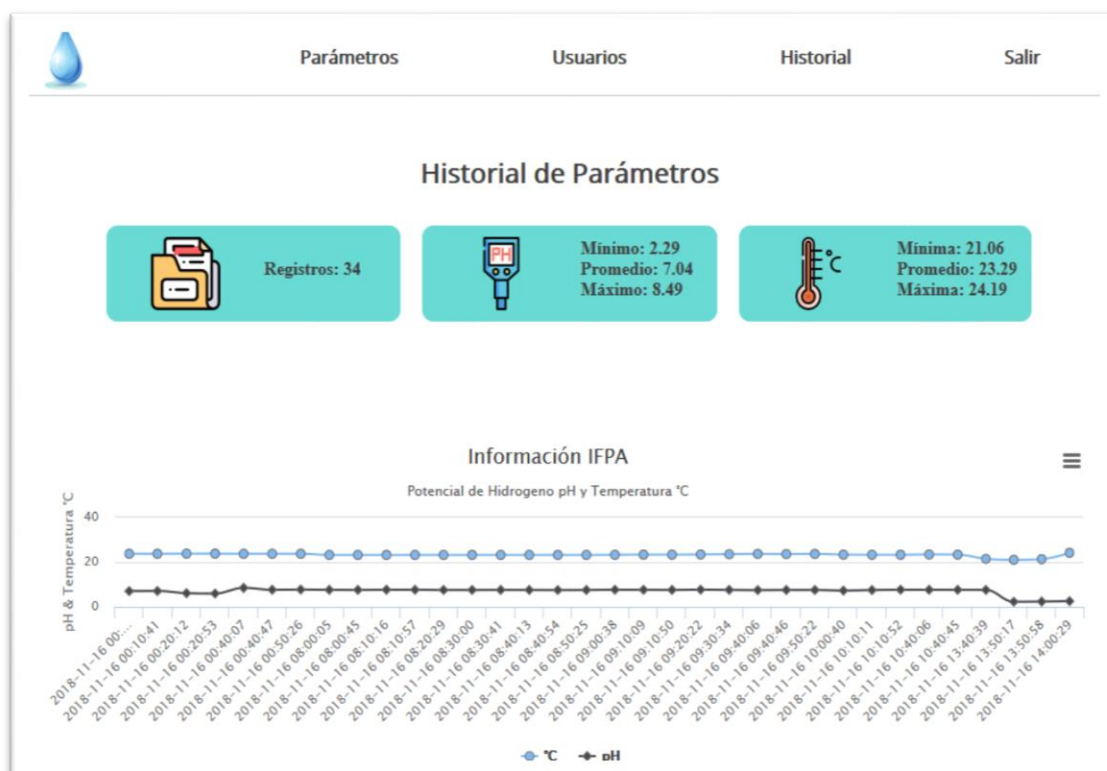 Parámetros Usuarios Historial Salir
Historial de Parámetros
Registros: 34
PH
Mínimo: 2.29
Promedio: 7.04
Máximo: 8.49
°C
Mínima: 21.06
Promedio: 23.29
Máxima: 24.19
Información IFPA
Potencial de Hidrogeno pH y Temperatura °C
pH & Temperatura °C
40
20
0
2018-11-16 00:…
2018-11-16 00:10:41
2018-11-16 00:20:12
2018-11-16 00:20:53
2018-11-16 00:40:07
2018-11-16 00:40:47
2018-11-16 00:50:26
2018-11-16 08:00:05
2018-11-16 08:00:45
2018-11-16 08:10:16
2018-11-16 08:10:57
2018-11-16 08:20:29
2018-11-16 08:30:00
2018-11-16 08:30:41
2018-11-16 08:40:13
2018-11-16 08:40:54
2018-11-16 08:50:25
2018-11-16 09:00:38
2018-11-16 09:10:09
2018-11-16 09:10:50
2018-11-16 09:20:22
2018-11-16 09:30:34
2018-11-16 09:40:06
2018-11-16 09:40:46
2018-11-16 09:50:22
2018-11-16 10:00:40
2018-11-16 10:10:11
2018-11-16 10:10:52
2018-11-16 10:40:06
2018-11-16 10:40:45
2018-11-16 13:40:39
2018-11-16 13:50:17
2018-11-16 13:50:58
2018-11-16 14:00:29
°C pH